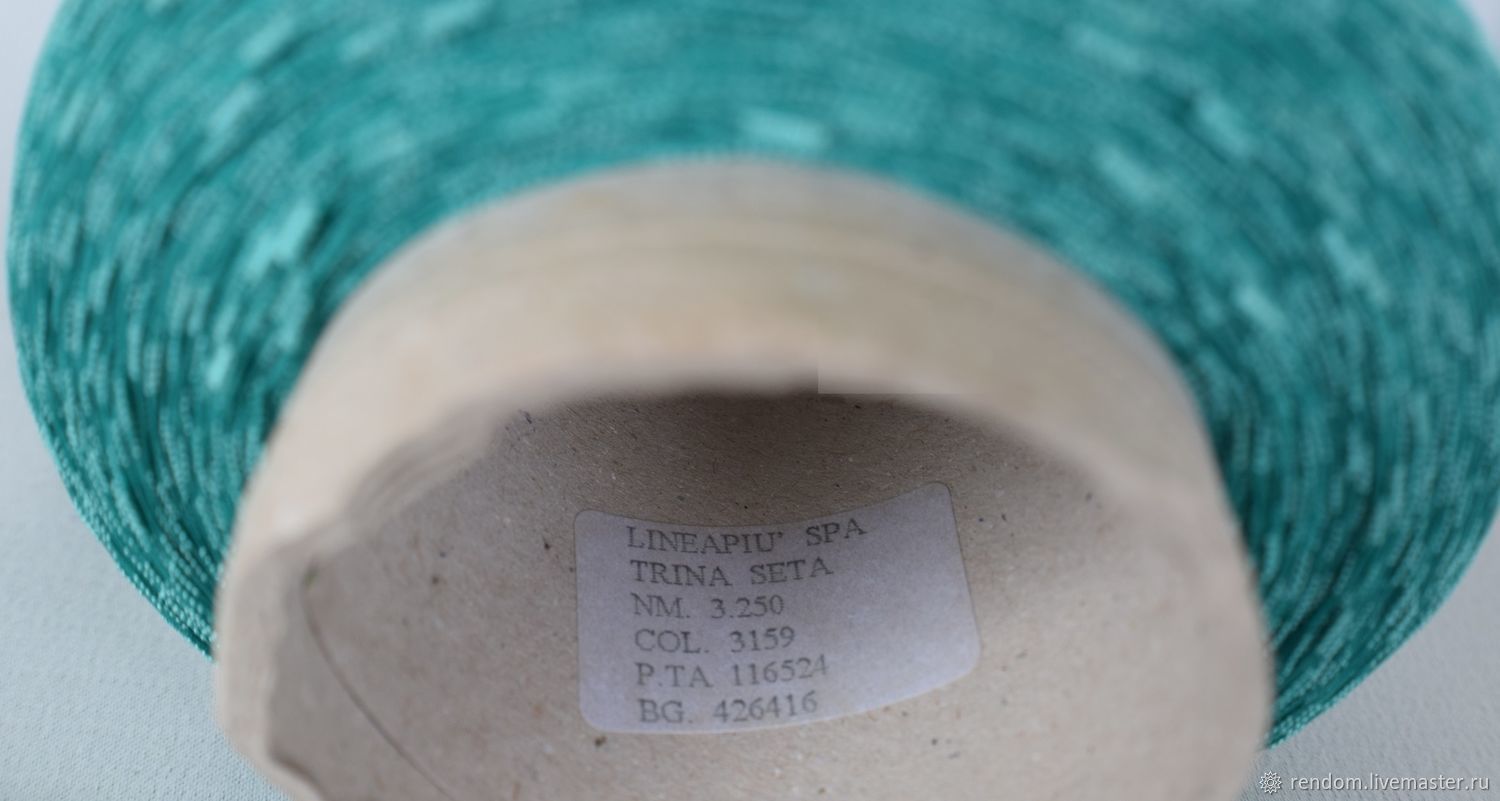 LINEAPIU' SPA
TRINA SETA
NM. 3.250
COL. 3159
P.TA 116524
BG. 426416
rendom.livemaster.ru